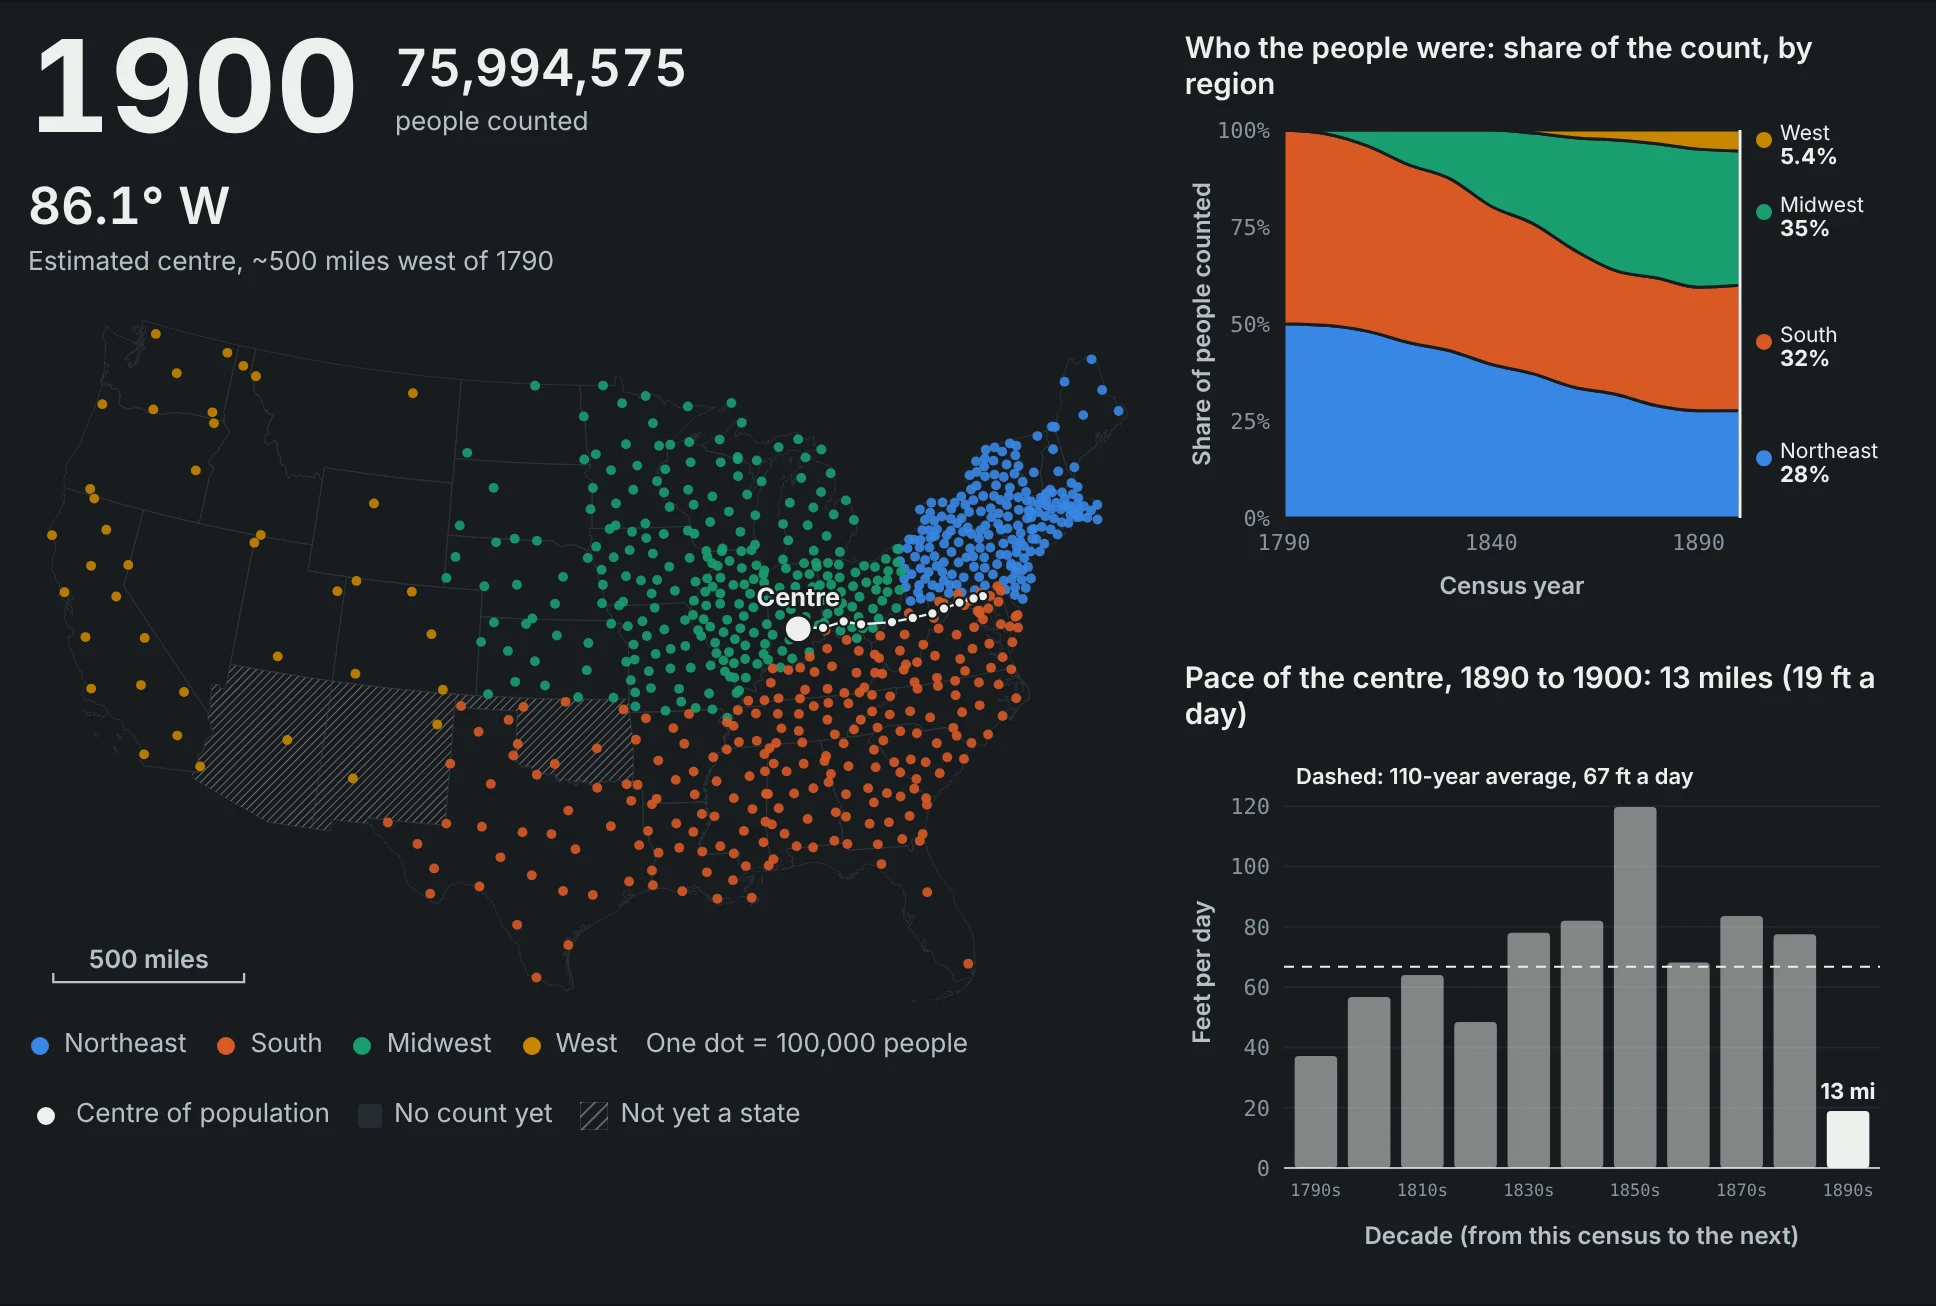 1900
75,994,575
people counted
86.1° W
Estimated centre, ~500 miles west of 1790
Centre
500 miles
Northeast
South
Midwest
West
One dot = 100,000 people
Centre of population
No count yet
Not yet a state
Who the people were: share of the count, by
region
Share of people counted
100%
75%
50%
25%
0%
1790
1840
1890
Census year
West
5.4%
Midwest
35%
South
32%
Northeast
28%
Pace of the centre, 1890 to 1900: 13 miles (19 ft a
day)
Dashed: 110-year average, 67 ft a day
Feet per day
120
100
80
60
40
20
0
13 mi
1790s
1810s
1830s
1850s
1870s
1890s
Decade (from this census to the next)